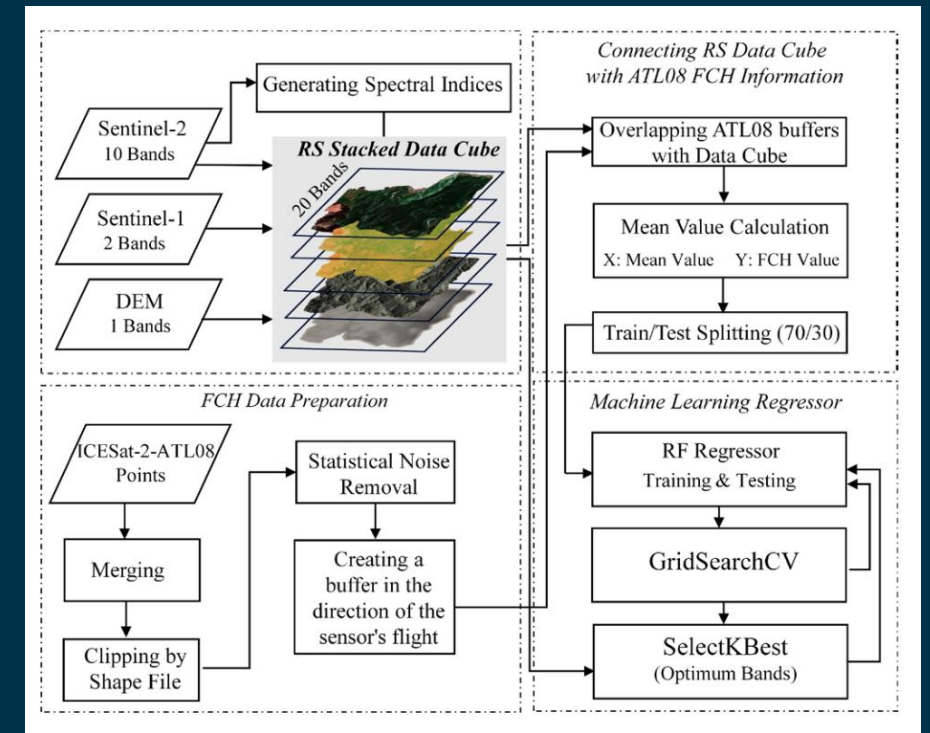 Generating Spectral Indices
Sentinel-2
10 Bands
Sentinel-1
2 Bands
DEM
1 Bands
RS Stacked Data Cube
20 Bands
Connecting RS Data Cube
with ATL08 FCH Information
Overlapping ATL08 buffers
with Data Cube
Mean Value Calculation
X: Mean Value Y: FCH Value
Train/Test Splitting (70/30)
FCH Data Preparation
ICESat-2-ATL08
Points
Merging
Clipping by
Shape File
Statistical Noise
Removal
Creating a
buffer in the
direction of the
sensor's flight
Machine Learning Regressor
RF Regressor
Training & Testing
GridSearchCV
SelectKBest
(Optimum Bands)